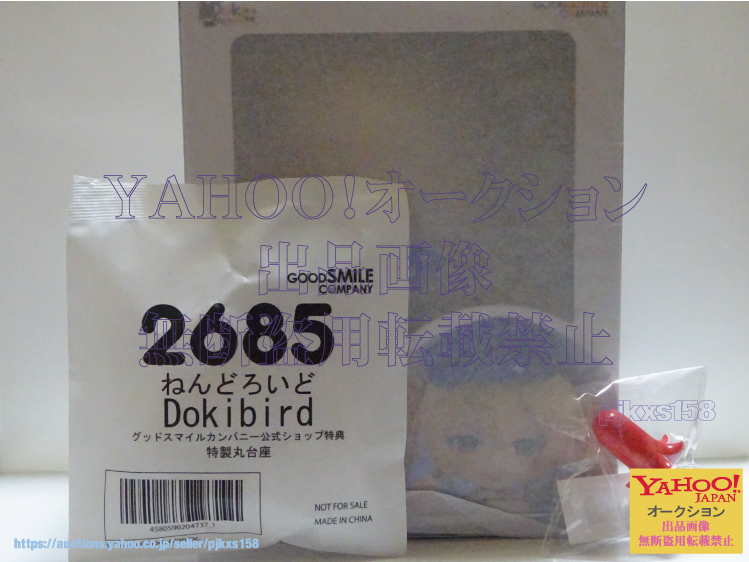 GOODSMILE
COMPANY
YAHOO!オークション
出品画像
無断盗用転載禁止
GOODSMILE
COMPANY
2685
ねんどろいど
Dokibird
グッドスマイルカンパニー公式ショップ特典
特製丸台座
4580590204737_1
NOT FOR SALE
MADE IN CHINA
pjkxs158
YAHOO!
JAPAN
オークション
出品画像
無断盗用転載禁止
https://auctions.yahoo.co.jp/seller/pjkxs158